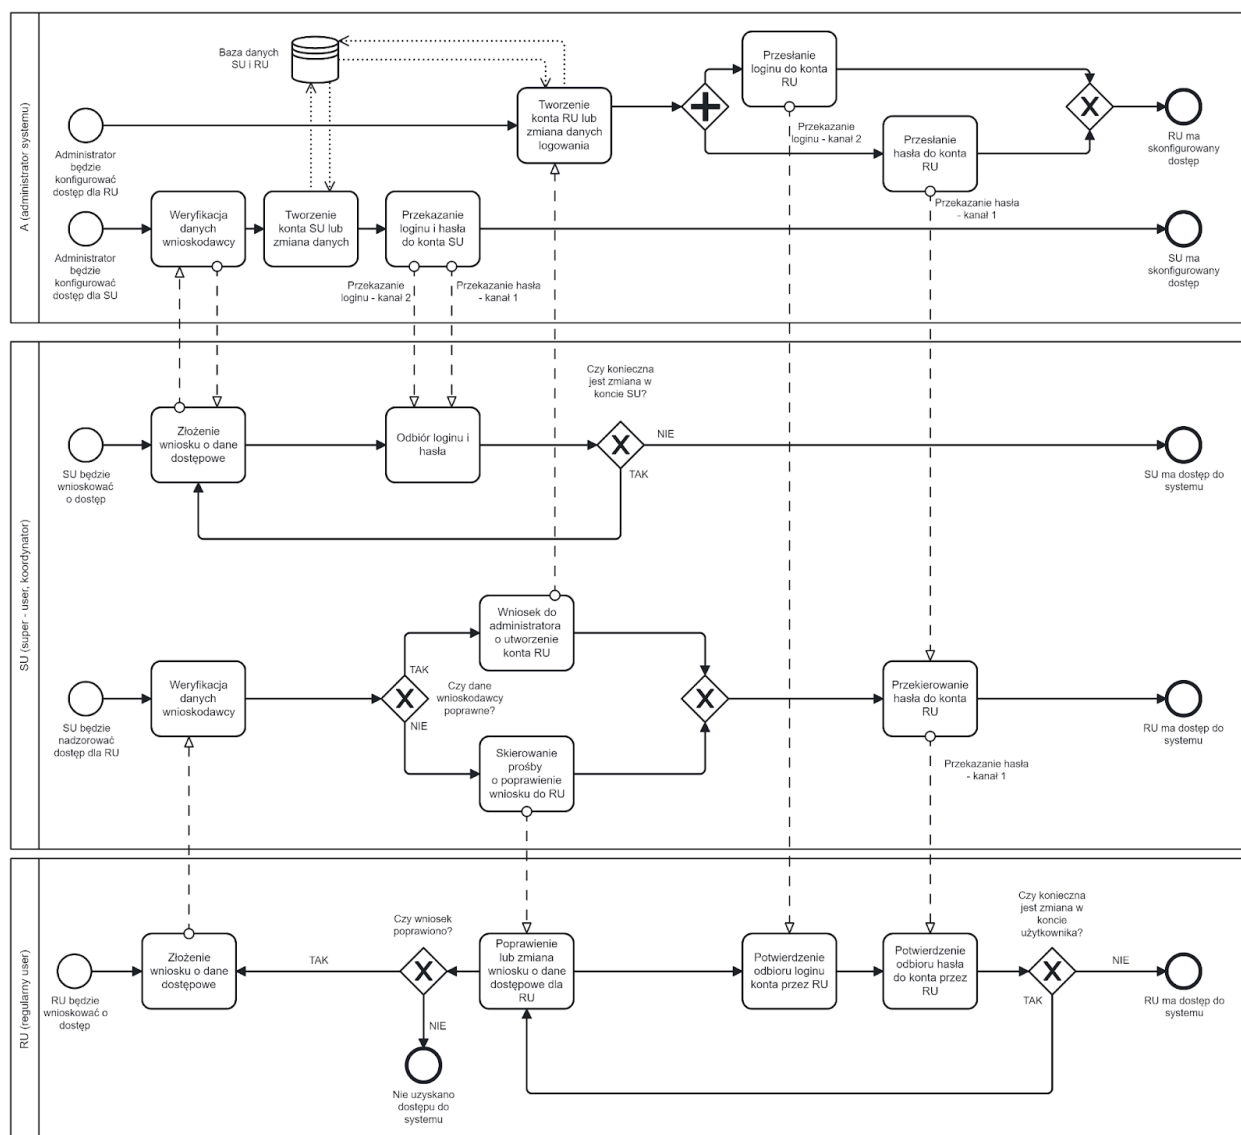 A (administrator systemu)
Baza danych
SU i RU
Administrator
będzie
konfigurować
dostęp dla RU
Tworzenie
konta RU lub
zmiana danych
logowania
Przesłanie
loginu do konta
RU
Przekazanie
loginu - kanał 2
Przesłanie
hasła do konta
RU
Przekazanie hasła
- kanał 1
RU ma
skonfigurowany
dostęp
Administrator
będzie
konfigurować
dostęp dla SU
Weryfikacja
danych
wnioskodawcy
Tworzenie
konta SU lub
zmiana danych
Przekazanie
loginu i hasła
do konta SU
Przekazanie
loginu - kanał 2
Przekazanie hasła
- kanał 1
SU ma
skonfigurowany
dostęp
SU (super - user, koordynator)
SU będzie
wnioskować
o dostęp
Złożenie
wniosku o dane
dostępowe
Odbiór loginu i
hasła
Czy konieczna
jest zmiana w
koncie SU?
NIE
TAK
SU ma dostęp do
systemu
SU będzie
nadzorować
dostęp dla RU
Weryfikacja
danych
wnioskodawcy
TAK
Czy dane
wnioskodawcy
poprawne?
NIE
Wniosek do
administratora
o utworzenie
konta RU
Skierowanie
prośby
o poprawienie
wniosku do RU
Przekierowanie
hasła do konta
RU
Przekazanie hasła
- kanał 1
RU ma dostęp do
systemu
RU (regularny user)
RU będzie
wnioskować o
dostęp
Złożenie
wniosku o dane
dostępowe
TAK
Czy wniosek
poprawiono?
NIE
Nie uzyskano
dostępu do
systemu
Poprawienie
lub zmiana
wniosku o dane
dostępowe dla
RU
Potwierdzenie
odbioru loginu
konta przez RU
Potwierdzenie
odbioru hasła
do konta przez
RU
Czy konieczna
jest zmiana w
koncie
użytkownika?
NIE
TAK
RU ma dostęp do
systemu